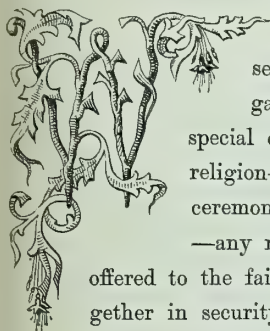 W
se
ga
special
religion-
ceremon
—any
offered to the fai
gether in securit